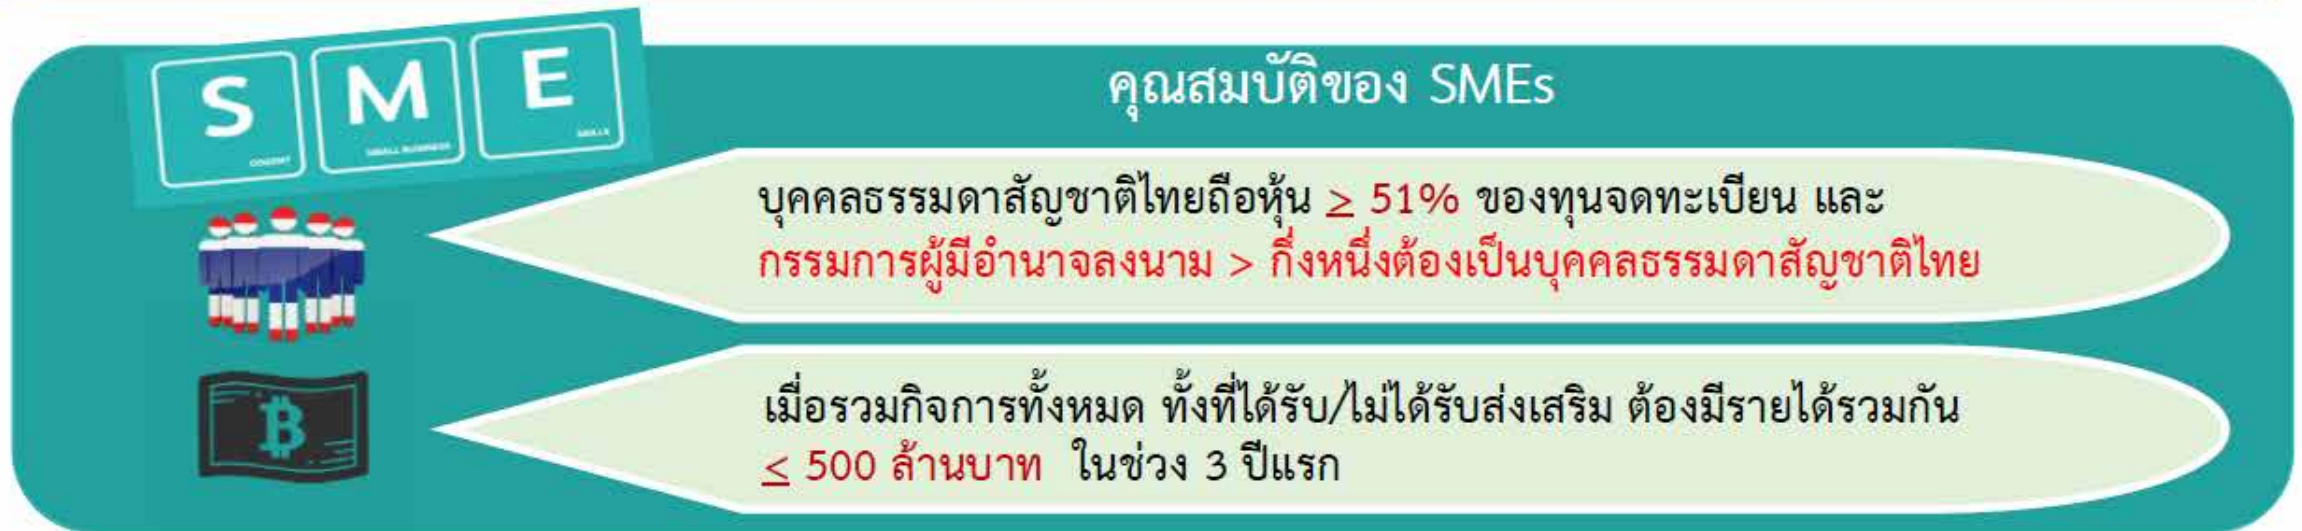 S M E
SMALL BUSINESS
SKILLS
คุณสมบัติของ SMEs
บุคคลธรรมดาสัญชาติไทยถือหุ้น ≥ 51% ของทุนจดทะเบียน และ
กรรมการผู้มีอำนาจลงนาม > กึ่งหนึ่งต้องเป็นบุคคลธรรมดาสัญชาติไทย
เมื่อรวมกิจการทั้งหมด ทั้งที่ได้รับ/ไม่ได้รับส่งเสริม ต้องมีรายได้รวมกัน
≤ 500 ล้านบาท ในช่วง 3 ปีแรก